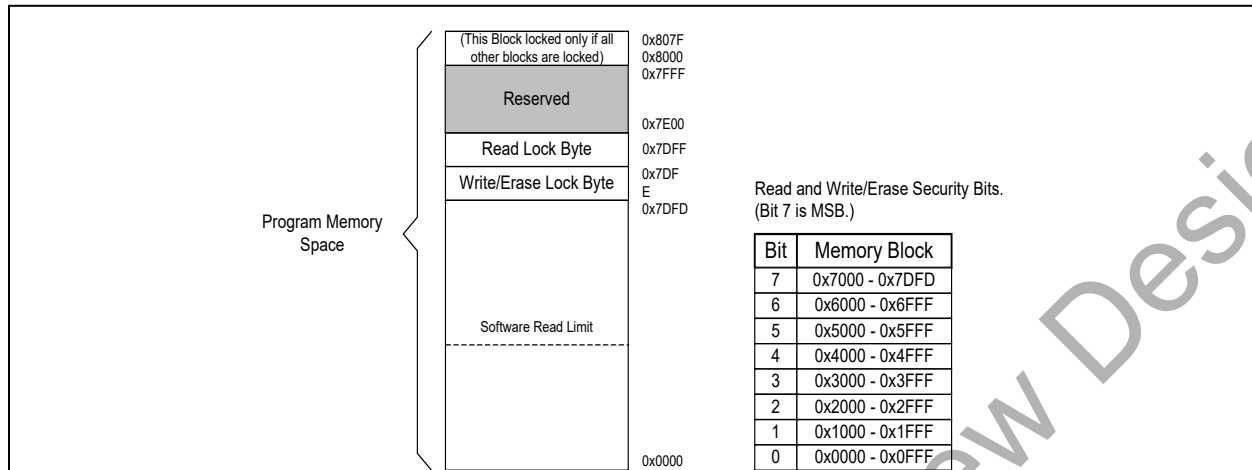 (This Block locked only if all
other blocks are locked)
0x807F
0x8000
0x7FFF
Reserved
0x7E00
Read Lock Byte
0x7DFF
Write/Erase Lock Byte
0x7DF
E
0x7DFD
Program Memory
Space
Software Read Limit
0x0000
Read and Write/Erase Security Bits.
(Bit 7 is MSB.)
Bit Memory Block
7 0x7000 - 0x7DFD
6 0x6000 - 0x6FFF
5 0x5000 - 0x5FFF
4 0x4000 - 0x4FFF
3 0x3000 - 0x3FFF
2 0x2000 - 0x2FFF
1 0x1000 - 0x1FFF
0 0x0000 - 0x0FFF